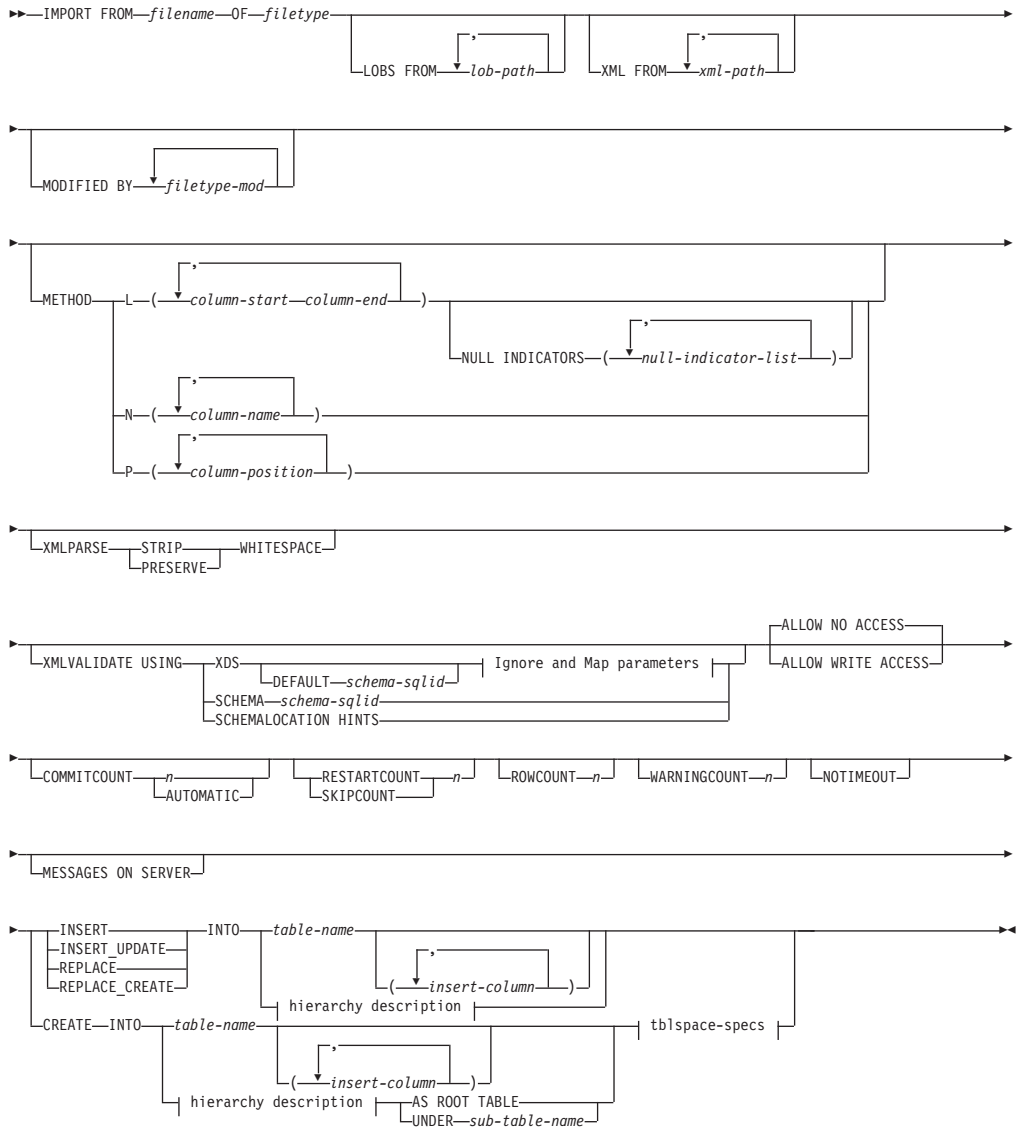 IMPORT FROM filename OF filetype
,
,
LOBS FROM lob-path XML FROM xml-path
MODIFIED BY filetype-mod
,
METHOD L ( column-start column-end )
,
NULL INDICATORS ( null-indicator-list )
,
N ( column-name )
,
P ( column-position )
XMLPARSE STRIP WHITESPACE
PRESERVE
ALLOW NO ACCESS
XMLVALIDATE USING XDS Ignore and Map parameters ALLOW WRITE ACCESS
DEFAULT schema-sqlid
SCHEMA schema-sqlid
SCHEMALOCATION HINTS
COMMITCOUNT n RESTARTCOUNT n ROWCOUNT n WARNINGCOUNT n NOTIMEOUT
AUTOMATIC SKIPCOUNT
MESSAGES ON SERVER
INSERT INTO table-name
INSERT_UPDATE ,
REPLACE
REPLACE_CREATE ( insert-column )
hierarchy description
CREATE INTO table-name tblspace-specs
,
( insert-column )
hierarchy description AS ROOT TABLE
UNDER sub-table-name